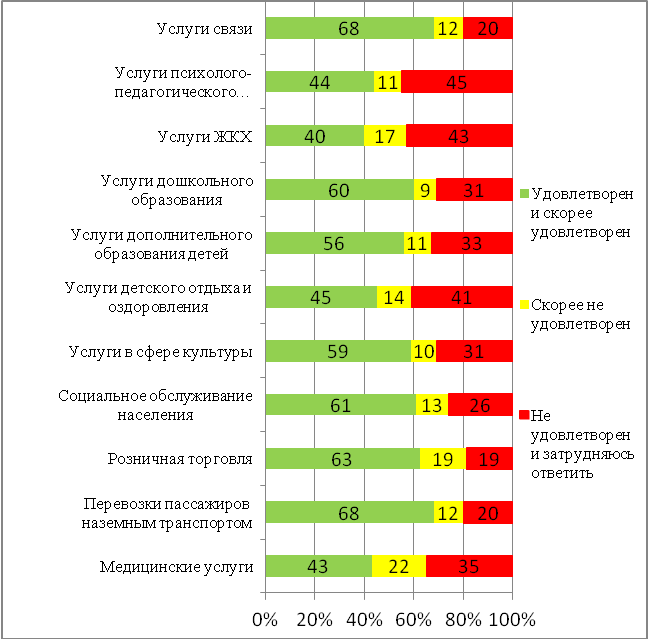 Услуги связи
68 12 20
Услуги психолого-
педагогического…
44 11 45
Услуги ЖКХ
40 17 43
Услуги дошкольного
образования
60 9 31
Услуги дополнительного
образования детей
56 11 33
Услуги детского отдыха и
оздоровления
45 14 41
Услуги в сфере культуры
59 10 31
Социальное обслуживание
населения
61 13 26
Розничная торговля
63 19 19
Перевозки пассажиров
наземным транспортом
68 12 20
Медицинские услуги
43 22 35
0% 20% 40% 60% 80% 100%
Удовлетворен
и скорее
удовлетворен
Скорее не
удовлетворен
Не
удовлетворен
и затрудняюсь
ответить